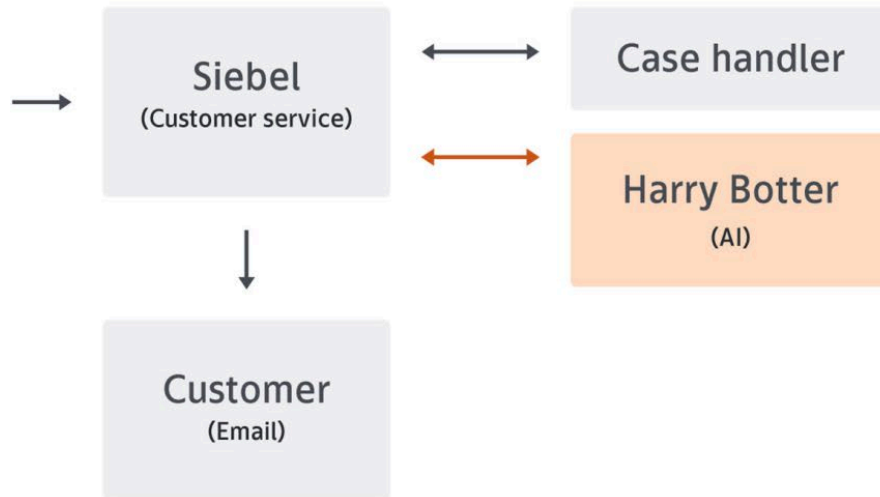 Siebel
(Customer service)
Case handler
Harry Botter
(AI)
Customer
(Email)